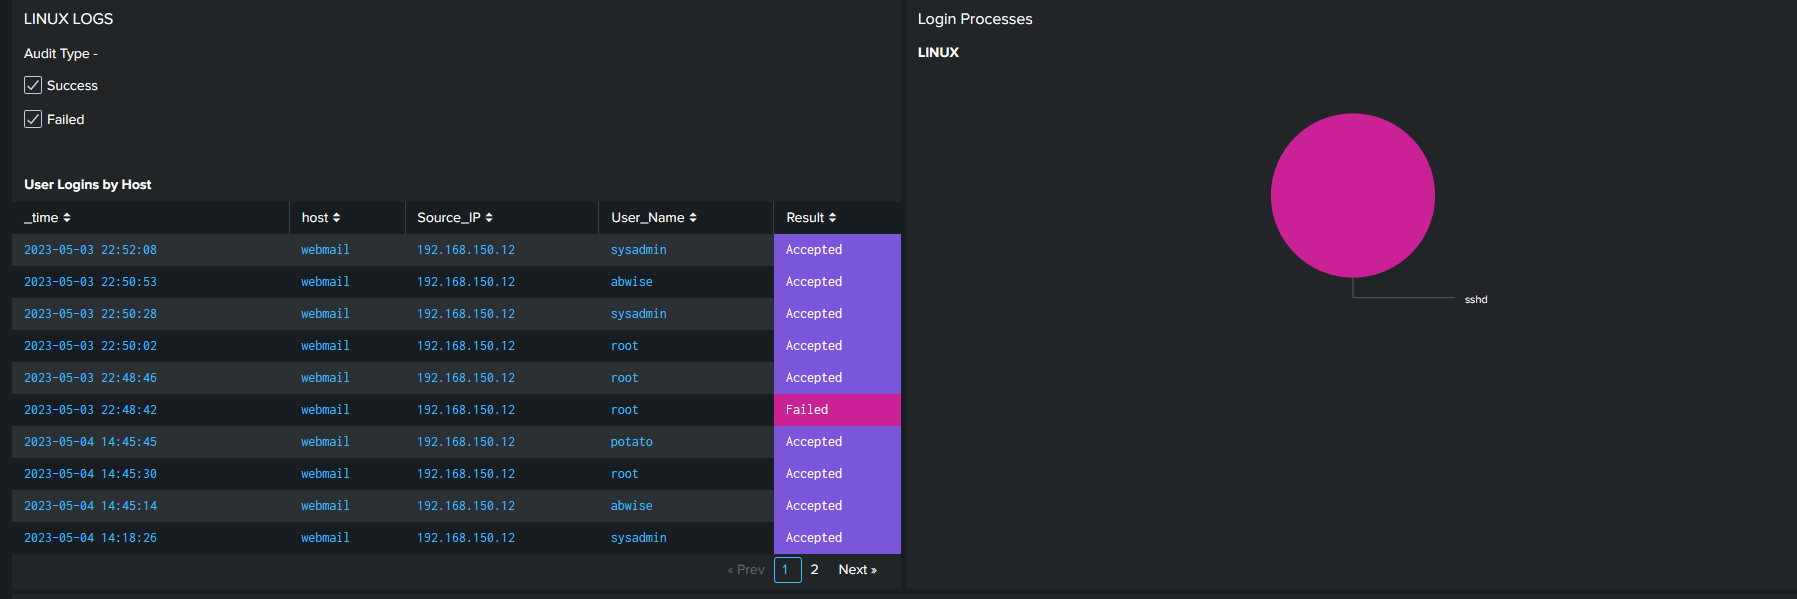 LINUX LOGS
Audit Type -
Success
Failed
User Logins by Host
_time host Source_IP User_Name Result
2023-05-03 22:52:08 webmail 192.168.150.12 sysadmin Accepted
2023-05-03 22:50:53 webmail 192.168.150.12 abwise Accepted
2023-05-03 22:50:28 webmail 192.168.150.12 sysadmin Accepted
2023-05-03 22:50:02 webmail 192.168.150.12 root Accepted
2023-05-03 22:48:46 webmail 192.168.150.12 root Accepted
2023-05-03 22:48:42 webmail 192.168.150.12 root Failed
2023-05-04 14:45:45 webmail 192.168.150.12 potato Accepted
2023-05-04 14:45:30 webmail 192.168.150.12 root Accepted
2023-05-04 14:45:14 webmail 192.168.150.12 abwise Accepted
2023-05-04 14:18:26 webmail 192.168.150.12 sysadmin Accepted
« Prev 1 2 Next »
Login Processes
LINUX
sshd